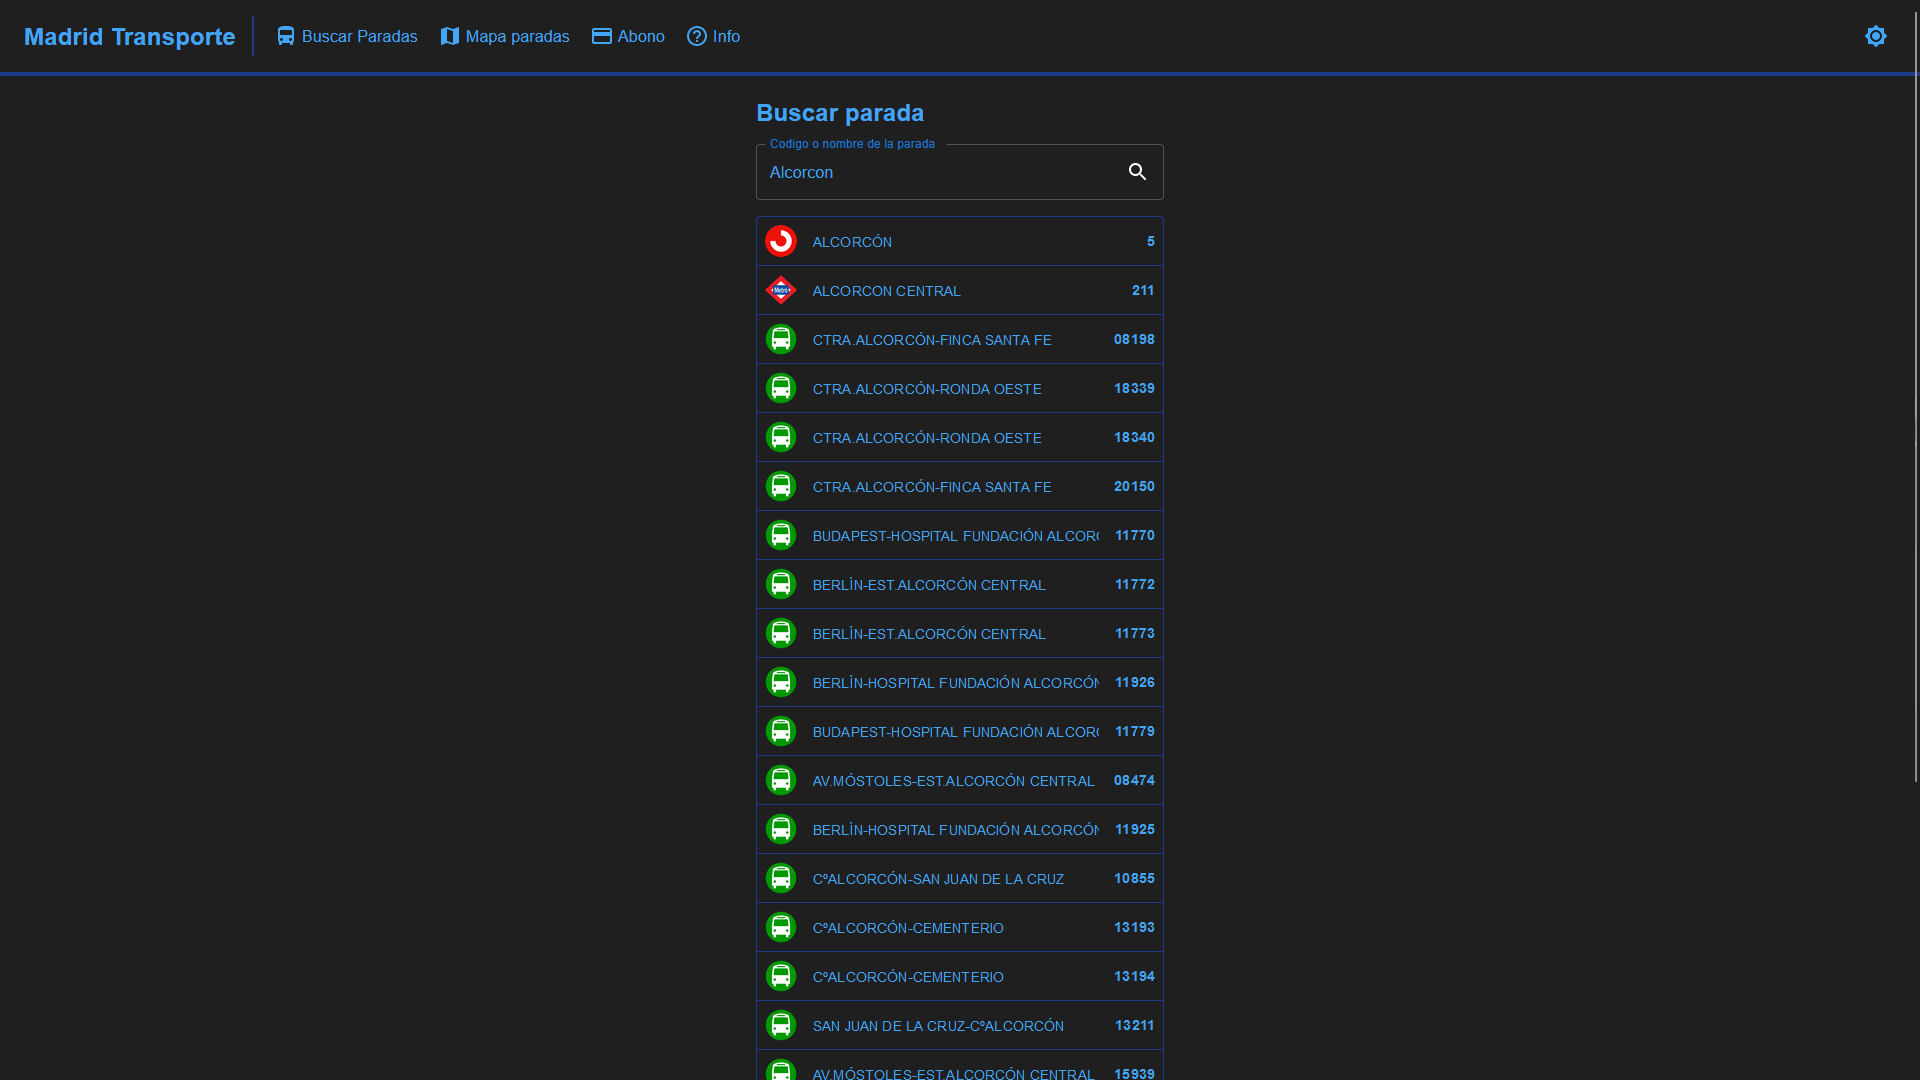 Madrid Transporte
Buscar Paradas
Mapa paradas
Abono
Info
Buscar parada
Codigo o nombre de la parada
Alcorcon
ALCORCÓN 5
Metro
ALCORCON CENTRAL 211
CTRA.ALCORCÓN-FINCA SANTA FE 08198
CTRA.ALCORCÓN-RONDA OESTE 18339
CTRA.ALCORCÓN-RONDA OESTE 18340
CTRA.ALCORCÓN-FINCA SANTA FE 20150
BUDAPEST-HOSPITAL FUNDACIÓN ALCORC 11770
BERLÍN-EST.ALCORCÓN CENTRAL 11772
BERLÍN-EST.ALCORCÓN CENTRAL 11773
BERLÍN-HOSPITAL FUNDACIÓN ALCORCÓN 11926
BUDAPEST-HOSPITAL FUNDACIÓN ALCORC 11779
AV.MÓSTOLES-EST.ALCORCÓN CENTRAL 08474
BERLÍN-HOSPITAL FUNDACIÓN ALCORCÓN 11925
CºALCORCÓN-SAN JUAN DE LA CRUZ 10855
CºALCORCÓN-CEMENTERIO 13193
CºALCORCÓN-CEMENTERIO 13194
SAN JUAN DE LA CRUZ-CºALCORCÓN 13211
AV.MÓSTOLES-EST.ALCORCÓN CENTRAL 15939